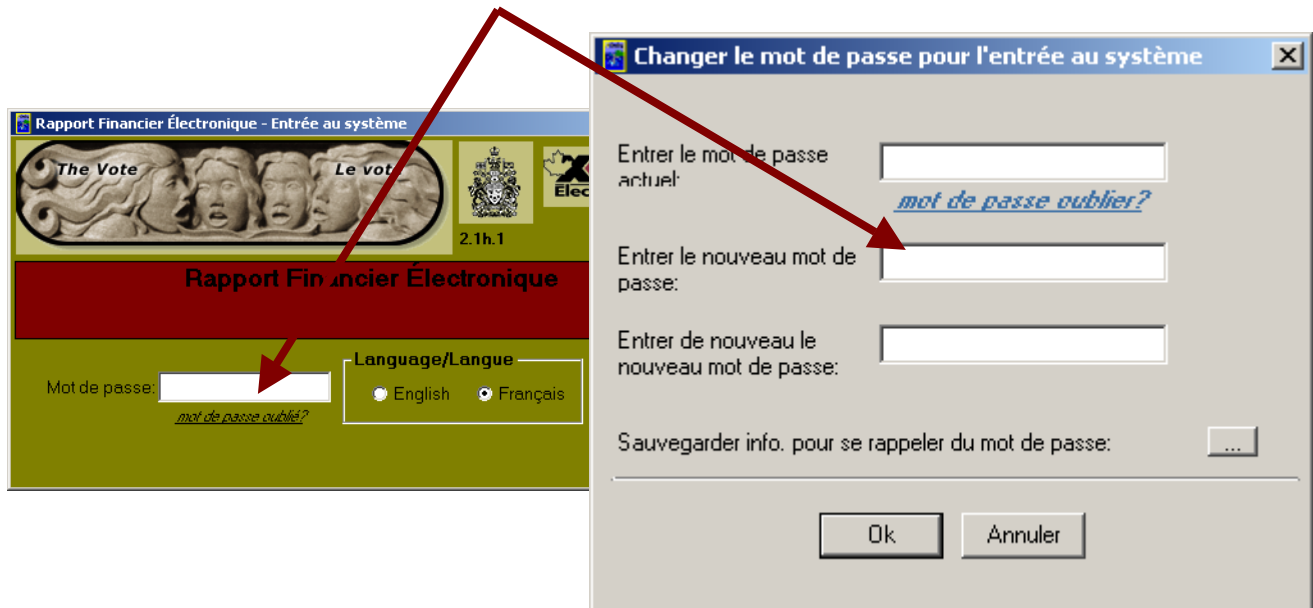 Rapport Financier Électronique - Entrée au système
The Vote
Le vote
Élec
2.1h.1
Rapport Financier Électronique
Mot de passe:
mot de passe oublié?
Language/Langue
English
Français
Changer le mot de passe pour l'entrée au système
Entrer le mot de passe
actuel:
mot de passe oublier?
Entrer le nouveau mot de
passe:
Entrer de nouveau le
nouveau mot de passe:
Sauvegarder info. pour se rappeler du mot de passe:
...
Ok
Annuler